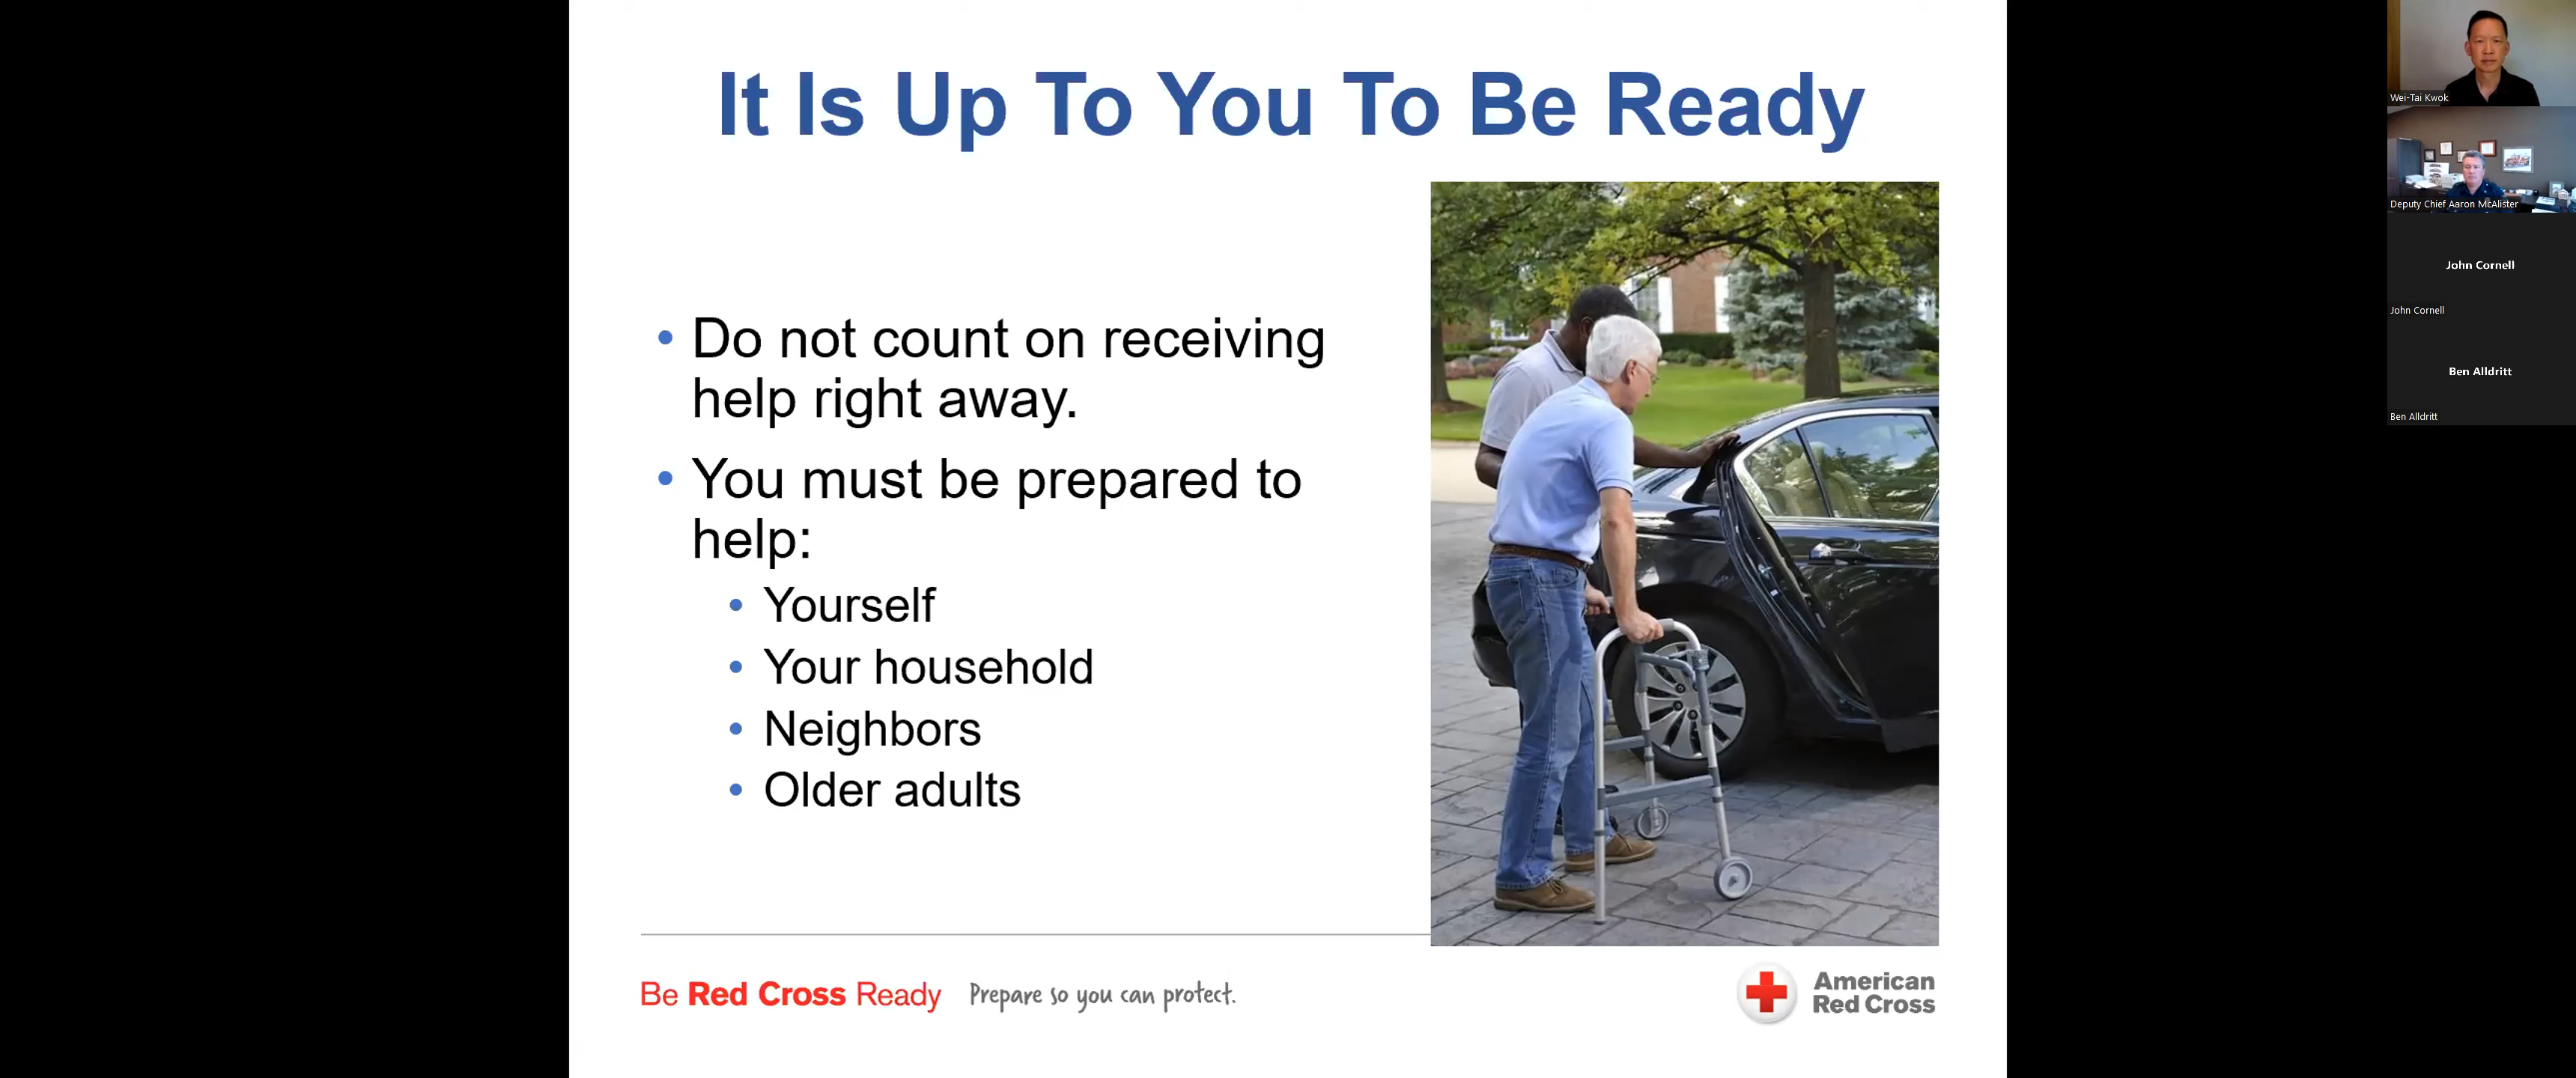 It Is Up To You To Be Ready
• Do not count on receiving
help right away.
• You must be prepared to
help:
• Yourself
• Your household
• Neighbors
• Older adults
Be Red Cross Ready Prepare so you can protect.
American
Red Cross
Wei-Tai Kwok
Deputy Chief Aaron McAlister
John Cornell
John Cornell
Ben Alldritt
Ben Alldritt